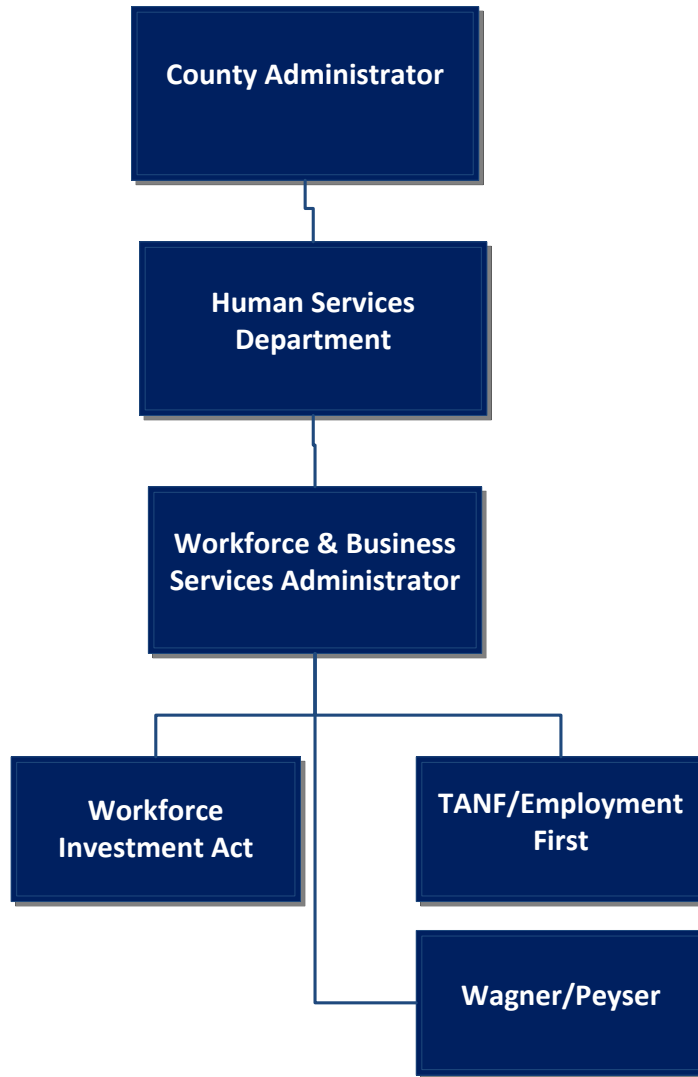 County Administrator
Human Services
Department
Workforce & Business
Services Administrator
Workforce
Investment Act
TANF/Employment
First
Wagner/Peyser